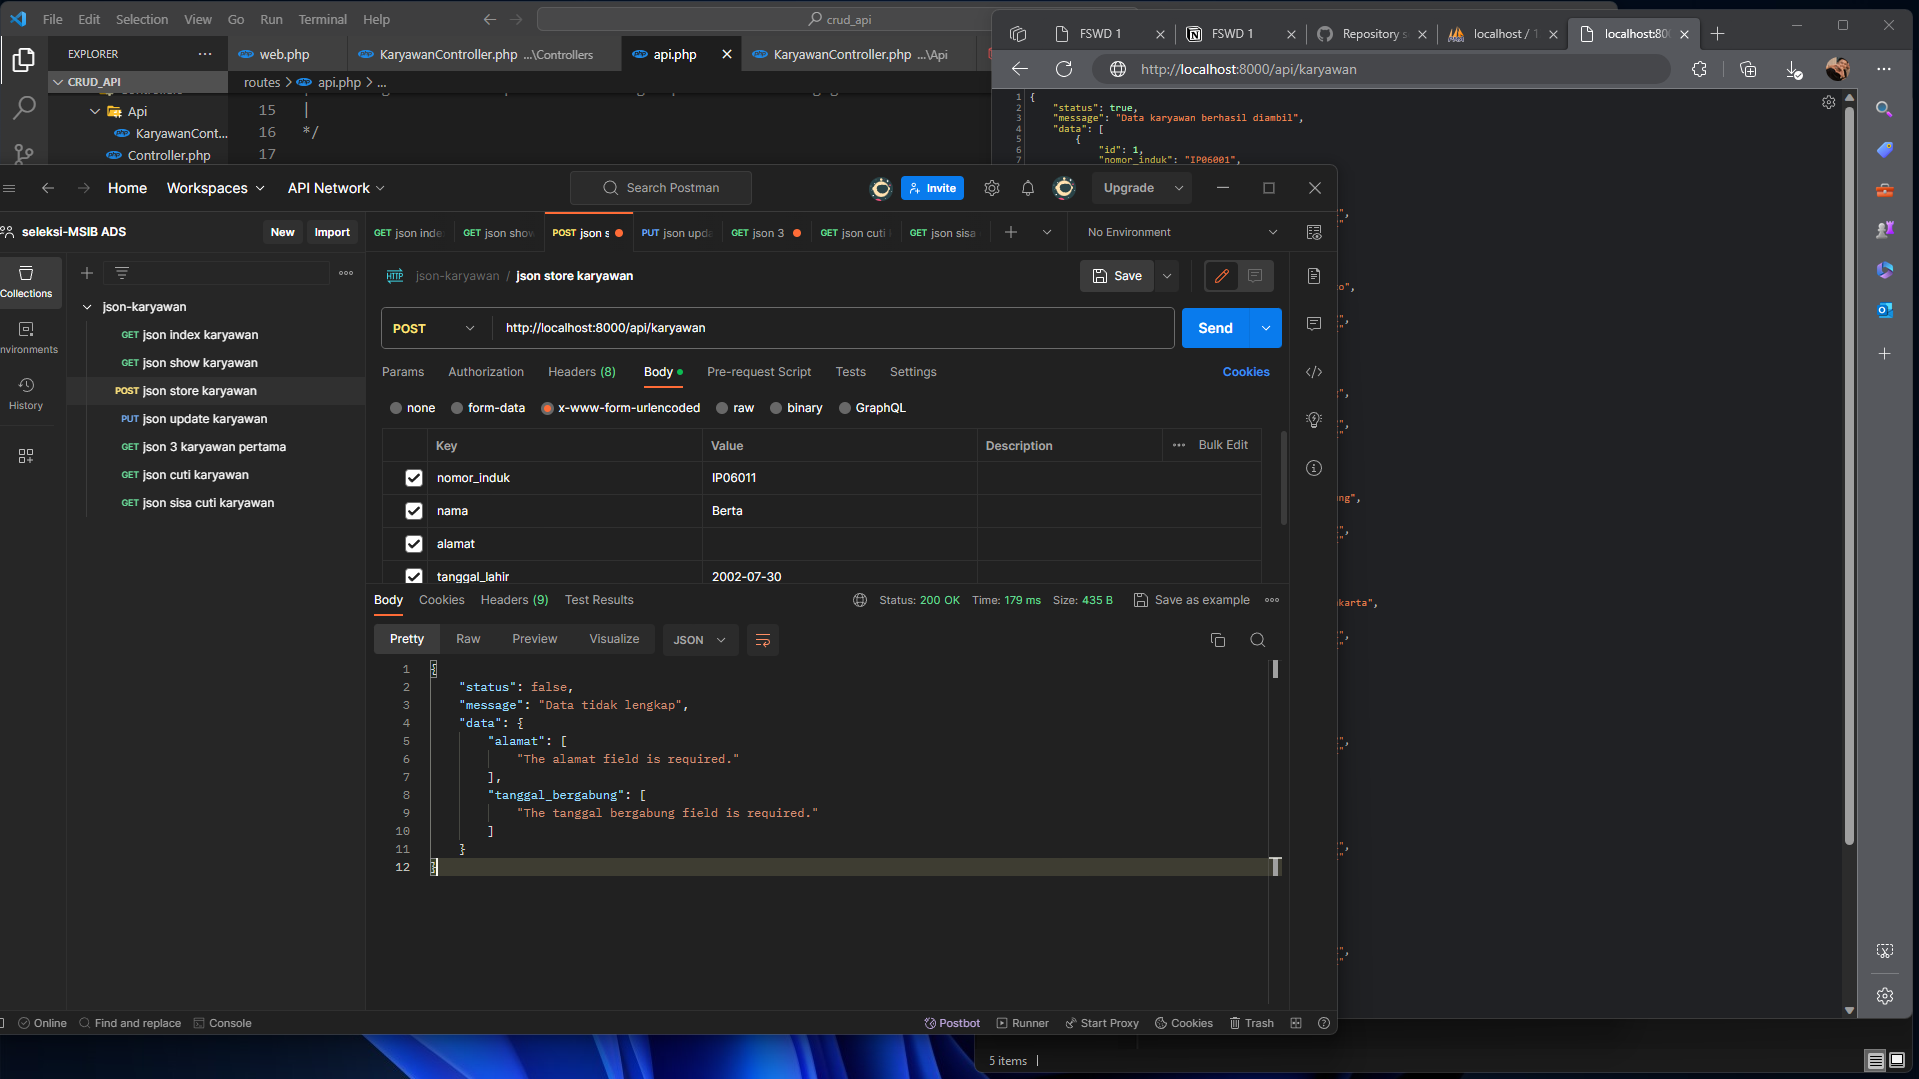 File Edit Selection View Go Run Terminal Help
crud_api
EXPLORER
web.php
KaryawanController.php ...\Controllers
api.php
KaryawanController.php ...\Api
CRUD_API
routes > api.php > ...
Api
KaryawanCont...
Controller.php
15 |
16 */
17
FSWD 1
FSWD 1
Repository s
localhost / 1
localhost:80
http://localhost:8000/api/karyawan
1 {
2 "status": true,
3 "message": "Data karyawan berhasil diambil",
4 "data": [
5 {
6 "id": 1,
7 "nomor_induk": "IP06001",
Home Workspaces API Network
Search Postman
Invite
Upgrade
seleksi-MSIB ADS
New Import
GET json inde
GET json show
POST json s
PUT json upda
GET json 3
GET json cuti
GET json sisa
No Environment
Collections
nvironments
History
json-karyawan
GET json index karyawan
GET json show karyawan
POST json store karyawan
PUT json update karyawan
GET json 3 karyawan pertama
GET json cuti karyawan
GET json sisa cuti karyawan
HTTP json-karyawan / json store karyawan
Save
POST http://localhost:8000/api/karyawan
Send
Params Authorization Headers (8) Body Pre-request Script Tests Settings Cookies
none form-data x-www-form-urlencoded raw binary GraphQL
Key Value Description Bulk Edit
nomor_induk IP06011
nama Berta
alamat
tanggal_lahir 2002-07-30
Body Cookies Headers (9) Test Results Status: 200 OK Time: 179 ms Size: 435 B Save as example
Pretty Raw Preview Visualize JSON
1 {
2 "status": false,
3 "message": "Data tidak lengkap",
4 "data": {
5 "alamat": [
6 "The alamat field is required."
7 ],
8 "tanggal_bergabung": [
9 "The tanggal bergabung field is required."
10 ]
11 }
12 }
",
"
o",
",
"
",
",
"
ng",
",
"
karta",
",
"
",
"
",
"
",
"
Online Find and replace Console
Postbot Runner Start Proxy Cookies Trash
5 items